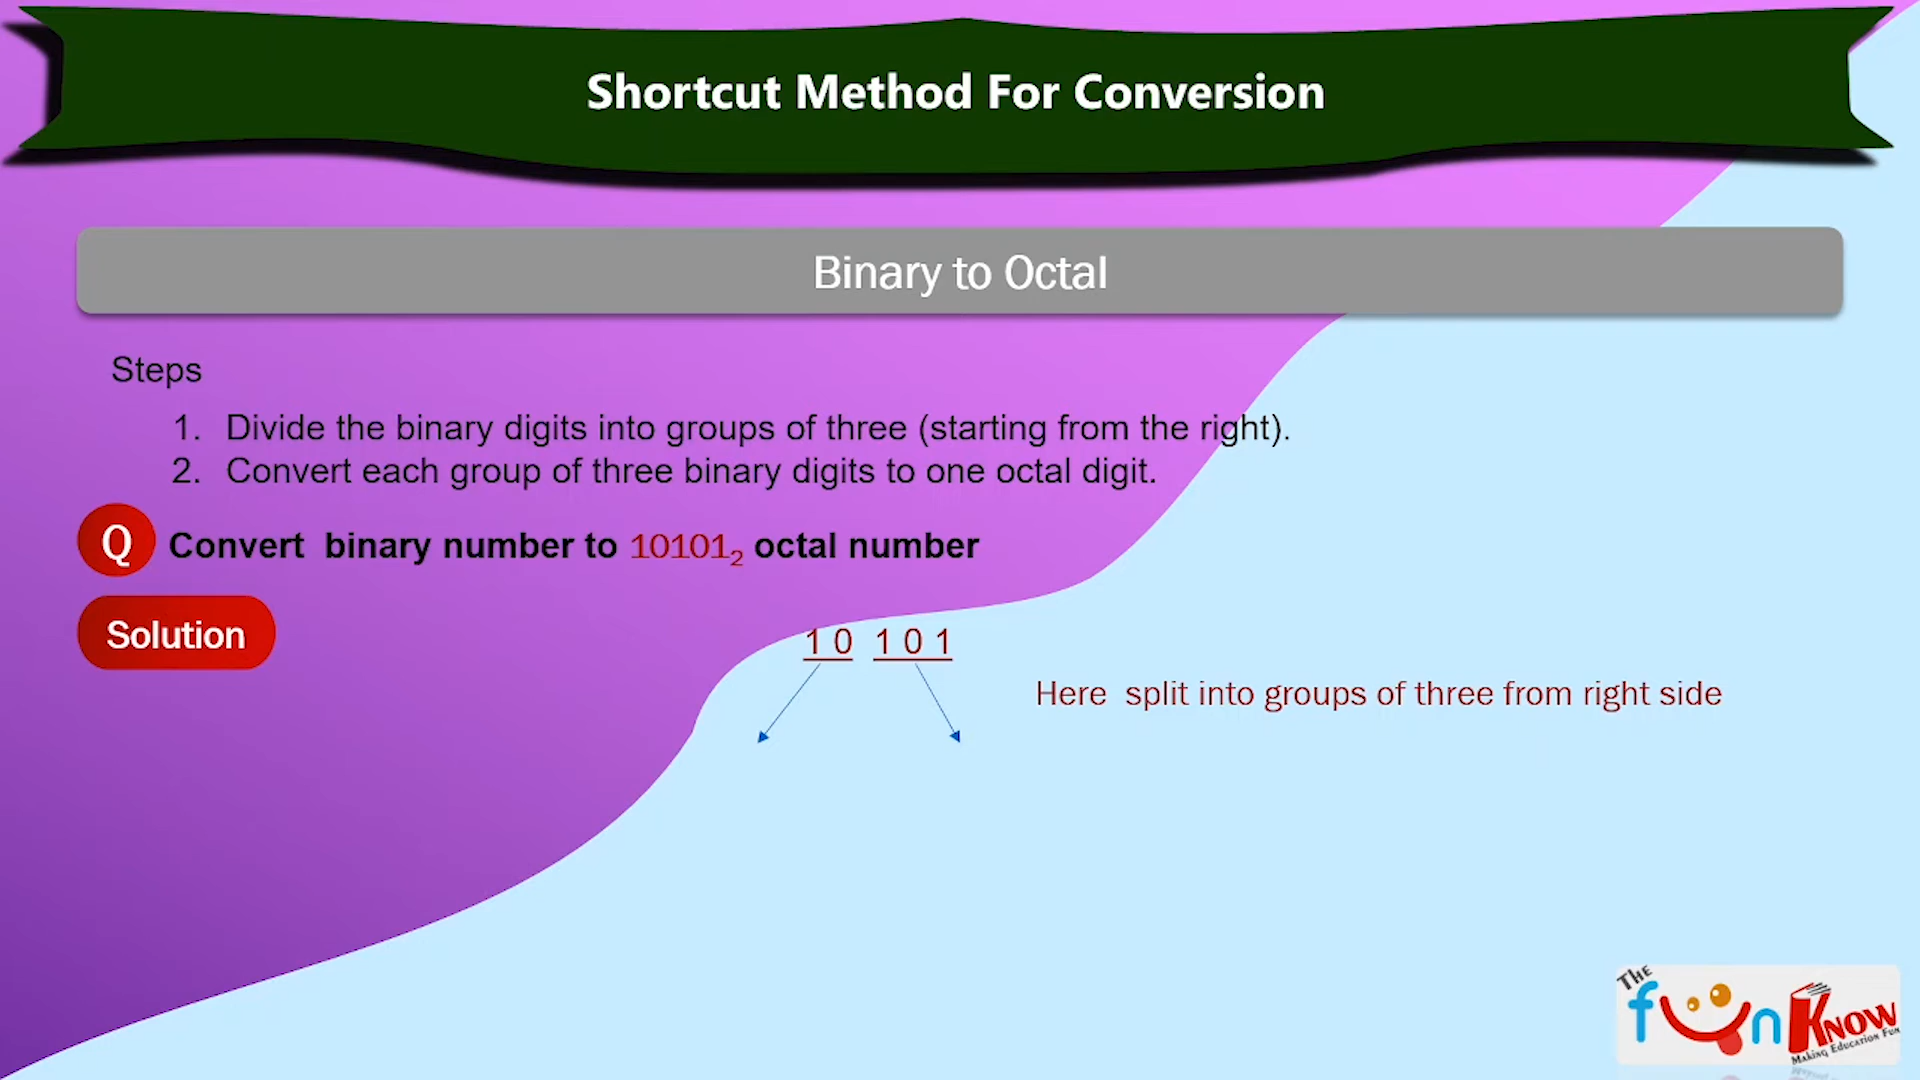 Shortcut Method For Conversion
Binary to Octal
Steps
1. Divide the binary digits into groups of three (starting from the right).
2. Convert each group of three binary digits to one octal digit.
Q Convert binary number to 10101₂ octal number
Solution
1 0 1 0 1
Here split into groups of three from right side
The
fun Know
Making Education Fun